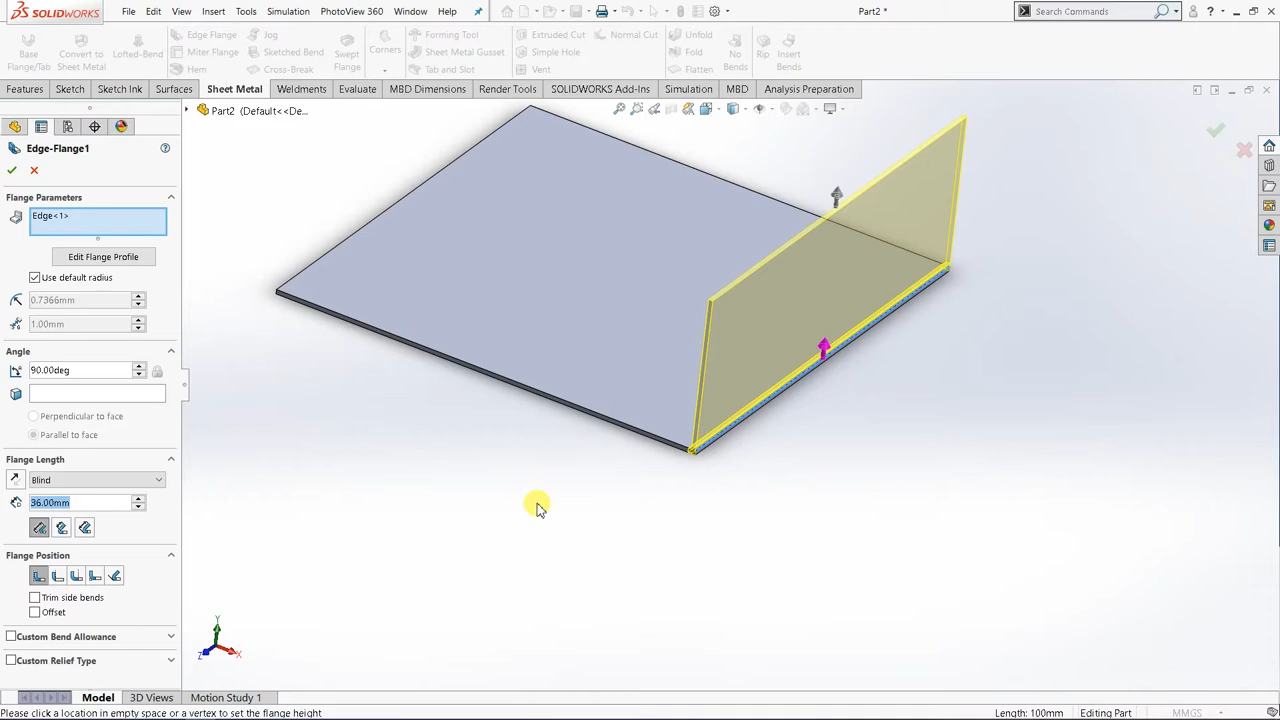 SOLIDWORKS File Edit View Insert Tools Simulation PhotoView 360 Window Help Part2 * Search Commands
Base Flange/Tab Convert to Sheet Metal Lofted-Bend Edge Flange Miter Flange Hem Jog Sketched Bend Cross-Break Swept Flange Corners Forming Tool Sheet Metal Gusset Tab and Slot Extruded Cut Simple Hole Vent Normal Cut Unfold Fold Flatten No Bends Rip Insert Bends
Features Sketch Sketch Ink Surfaces Sheet Metal Weldments Evaluate MBD Dimensions Render Tools SOLIDWORKS Add-Ins Simulation MBD Analysis Preparation
Part2 (Default<<De...
Edge-Flange1
Flange Parameters
Edge<1>
Edit Flange Profile
Use default radius
0.7366mm
1.00mm
Angle
90.00deg
Perpendicular to face
Parallel to face
Flange Length
Blind
36.00mm
Flange Position
Trim side bends
Offset
Custom Bend Allowance
Custom Relief Type
Y
Z X
Model 3D Views Motion Study 1
Please click a location in empty space or a vertex to set the flange height Length: 100mm Editing Part MMGS